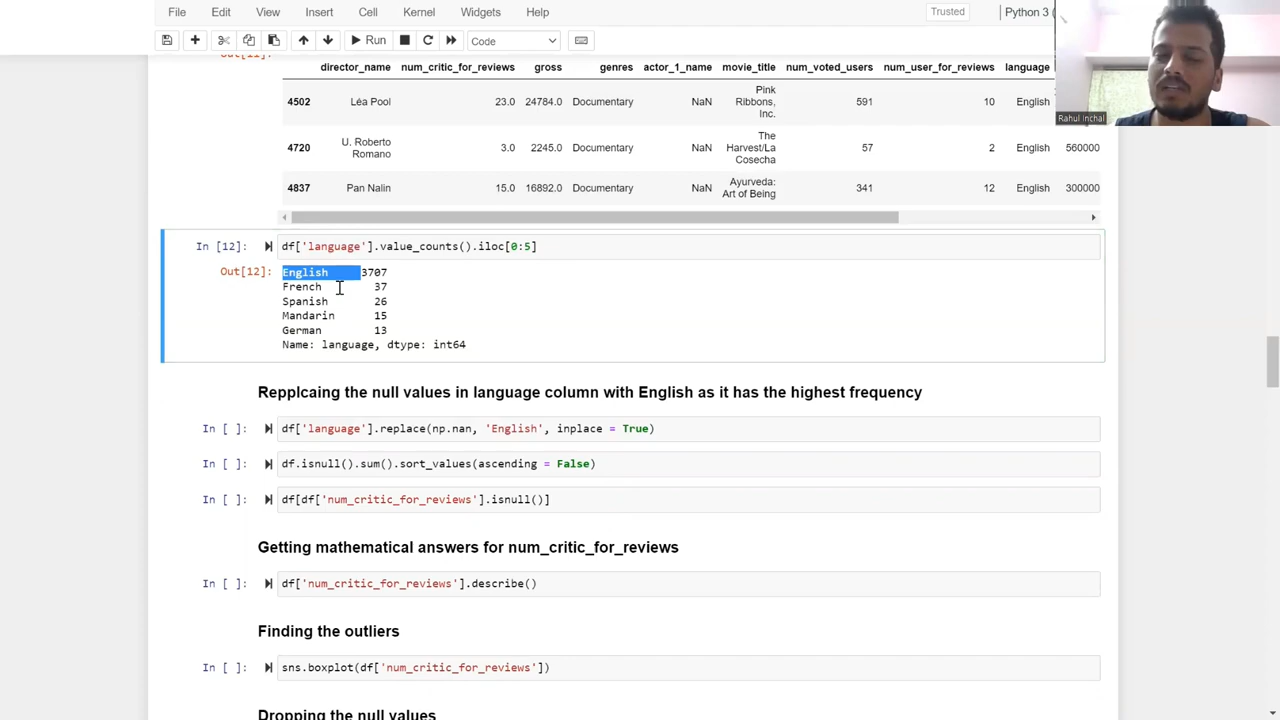 File Edit View Insert Cell Kernel Widgets Help Trusted Python 3 (
Run Code
director_name num_critic_for_reviews gross genres actor_1_name movie_title num_voted_users num_user_for_reviews language
4502 Léa Pool 23.0 24784.0 Documentary NaN Pink Ribbons, Inc. 591 10 English
4720 U. Roberto Romano 3.0 2245.0 Documentary NaN The Harvest/La Cosecha 57 2 English 560000
4837 Pan Nalin 15.0 16892.0 Documentary NaN Ayurveda: Art of Being 341 12 English 300000
Rahul Inchal
In [12]: df['language'].value_counts().iloc[0:5]
Out[12]: English 3707
French 37
Spanish 26
Mandarin 15
German 13
Name: language, dtype: int64
Repplcaing the null values in language column with English as it has the highest frequency
In [ ]: df['language'].replace(np.nan, 'English', inplace = True)
In [ ]: df.isnull().sum().sort_values(ascending = False)
In [ ]: df[df['num_critic_for_reviews'].isnull()]
Getting mathematical answers for num_critic_for_reviews
In [ ]: df['num_critic_for_reviews'].describe()
Finding the outliers
In [ ]: sns.boxplot(df['num_critic_for_reviews'])
Dropping the null values